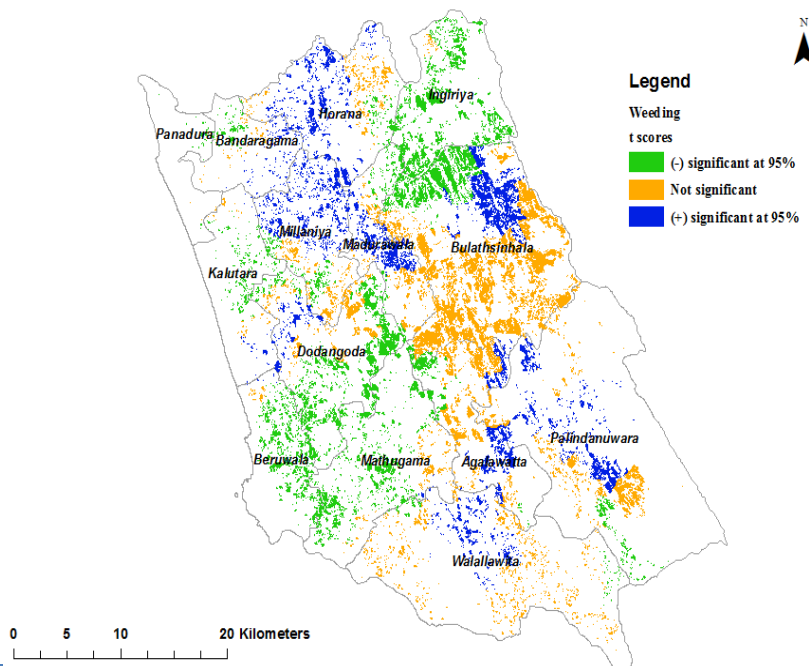 N
Legend
Weeding
t scores
(-) significant at 95%
Not significant
(+) significant at 95%
Ingiriya
Horana
Panadura
Bandaragama
Millaniya
Madurawala
Bulathsinhala
Kalutara
Dodangoda
Palindanuwara
Beruwala
Mathugama
Agalawatta
Walallawita
0 5 10 20 Kilometers